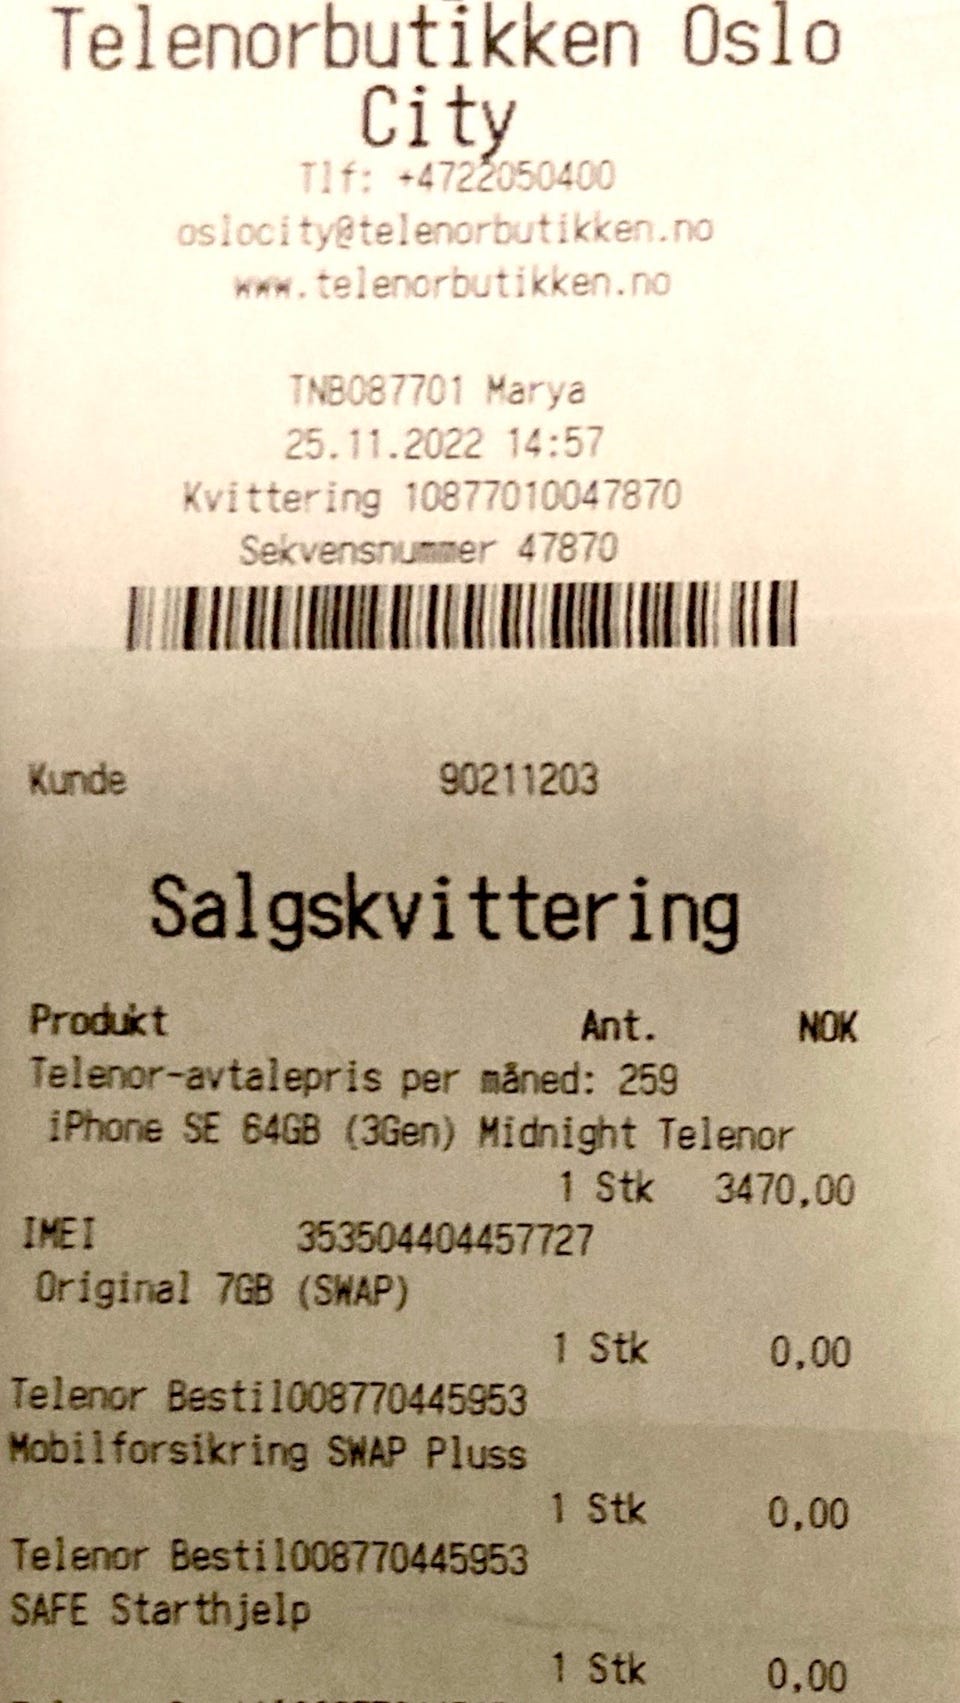 Telenorbutikken Oslo
City
Tlf: +4722050400
oslocity@telenorbutikken.no
www.telenorbutikken.no
TNB087701 Marya
25.11.2022 14:57
Kvittering 10877010047870
Sekvensnummer 47870
Kunde 90211203
Salgskvittering
Produkt Ant. NOK
Telenor-avtalepris per måned: 259
iPhone SE 64GB (3Gen) Midnight Telenor
1 Stk 3470,00
IMEI 353504404457727
Original 7GB (SWAP)
1 Stk 0,00
Telenor Bestil008770445953
Mobilforsikring SWAP Pluss
1 Stk 0,00
Telenor Bestil008770445953
SAFE Starthjelp
1 Stk 0,00